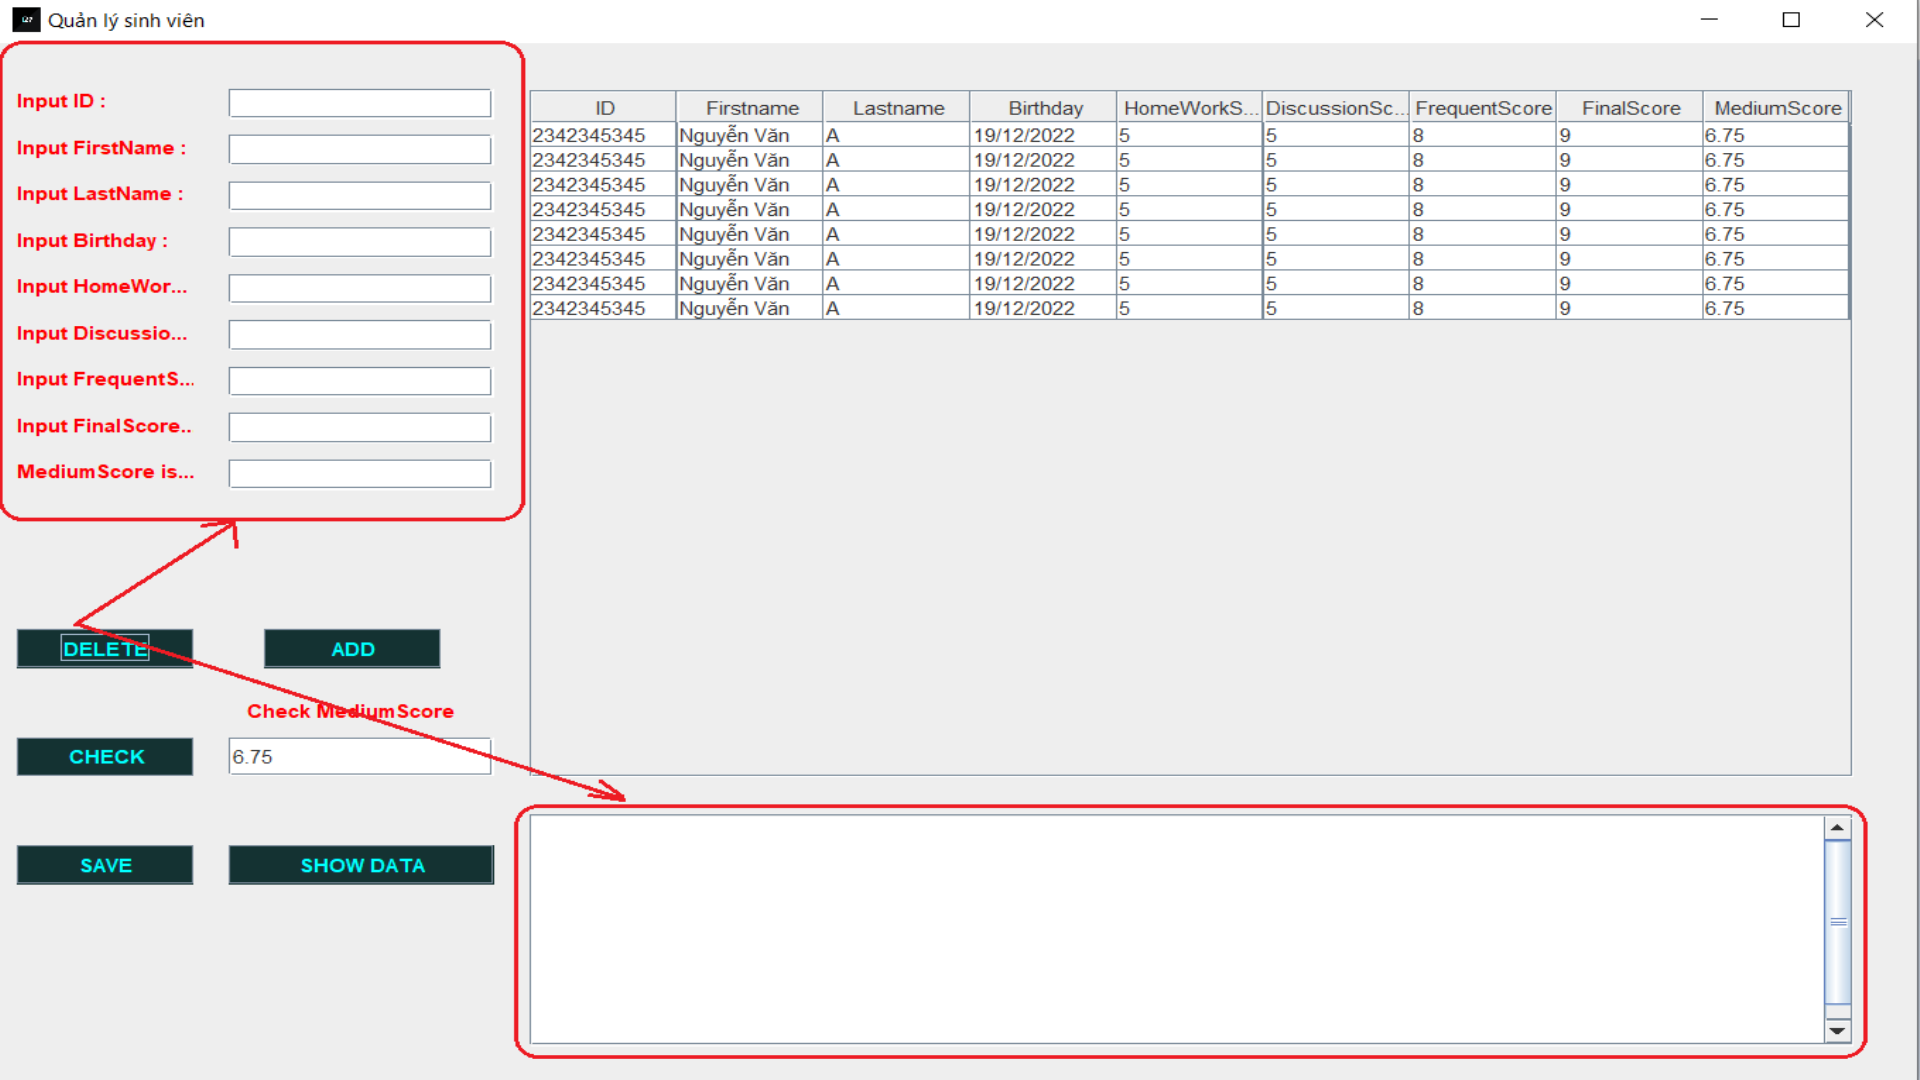 Quản lý sinh viên
Input ID :
Input FirstName :
Input LastName :
Input Birthday :
Input HomeWor...
Input Discussio...
Input FrequentS...
Input FinalScore..
MediumScore is...
DELETE
ADD
Check MediumScore
CHECK
6.75
SAVE
SHOW DATA
ID Firstname Lastname Birthday HomeWorkS... DiscussionSc... FrequentScore FinalScore MediumScore
2342345345 Nguyễn Văn A 19/12/2022 5 5 8 9 6.75
2342345345 Nguyễn Văn A 19/12/2022 5 5 8 9 6.75
2342345345 Nguyễn Văn A 19/12/2022 5 5 8 9 6.75
2342345345 Nguyễn Văn A 19/12/2022 5 5 8 9 6.75
2342345345 Nguyễn Văn A 19/12/2022 5 5 8 9 6.75
2342345345 Nguyễn Văn A 19/12/2022 5 5 8 9 6.75
2342345345 Nguyễn Văn A 19/12/2022 5 5 8 9 6.75
2342345345 Nguyễn Văn A 19/12/2022 5 5 8 9 6.75